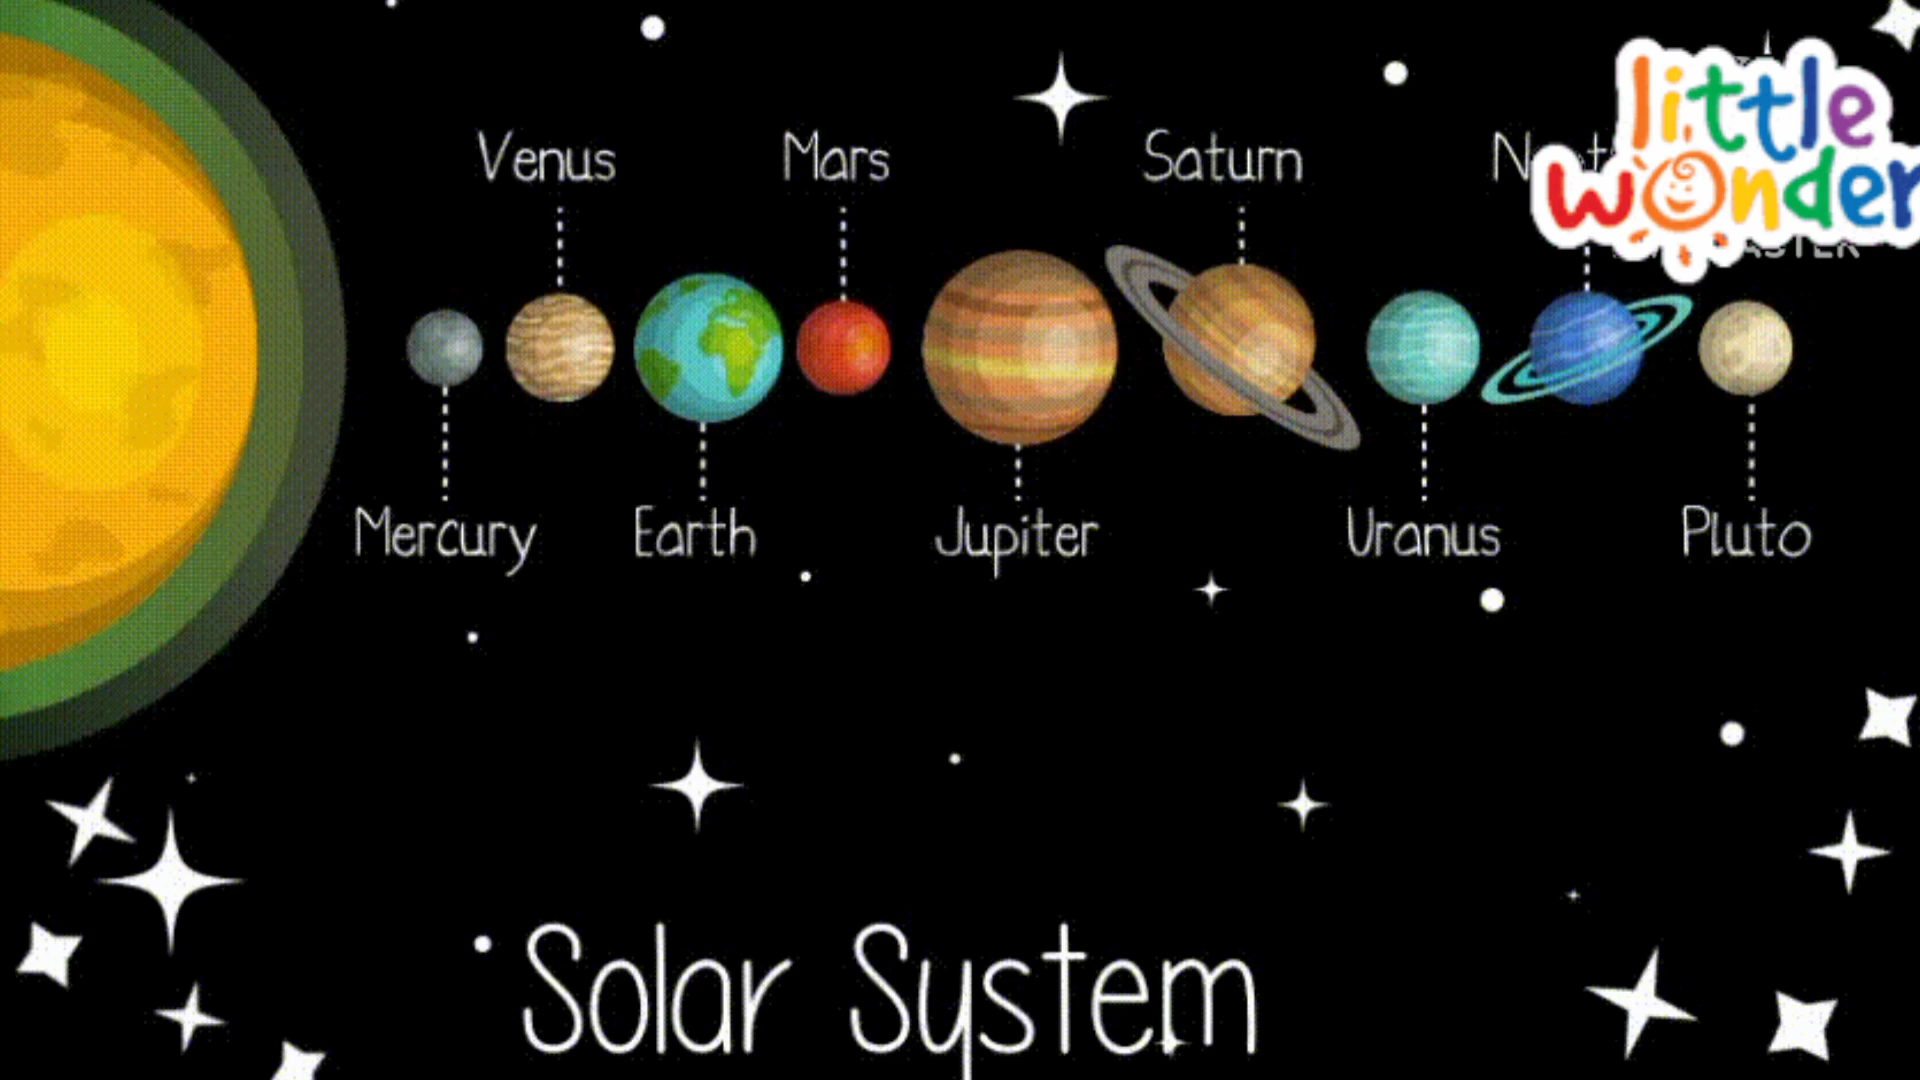 little
wonder
Venus
Mars
Saturn
Mercury
Earth
Jupiter
Uranus
Pluto
Solar System